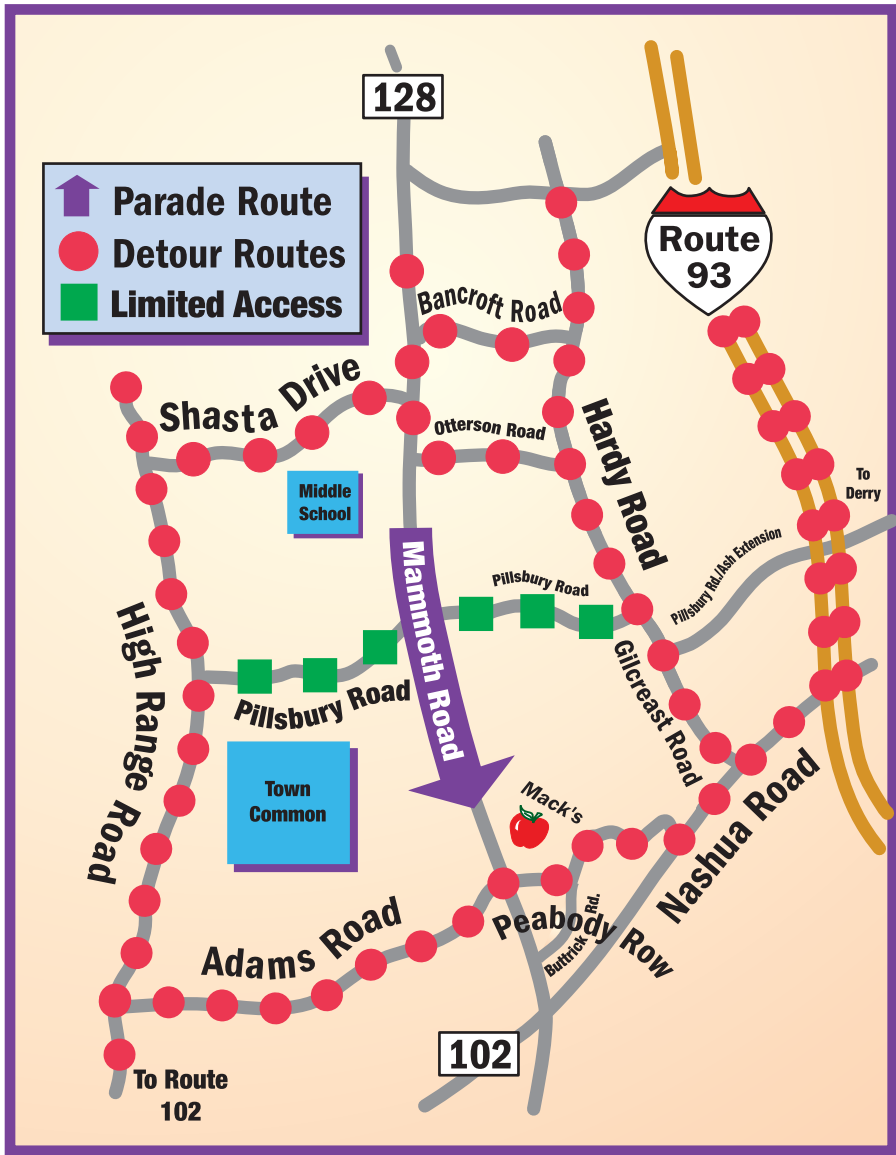 128
Parade Route
Detour Routes
Limited Access
Route
93
Bancroft Road
Shasta Drive
Otterson Road
Hardy Road
Middle
School
To
Derry
Mammoth Road
Pillsbury Road
Pillsbury Rd./Ash Extension
High Range Road
Pillsbury Road
Gilcreast Road
Town
Common
Mack's
Nashua Road
Adams Road
Peabody Row
Buttrick Rd.
102
To Route
102